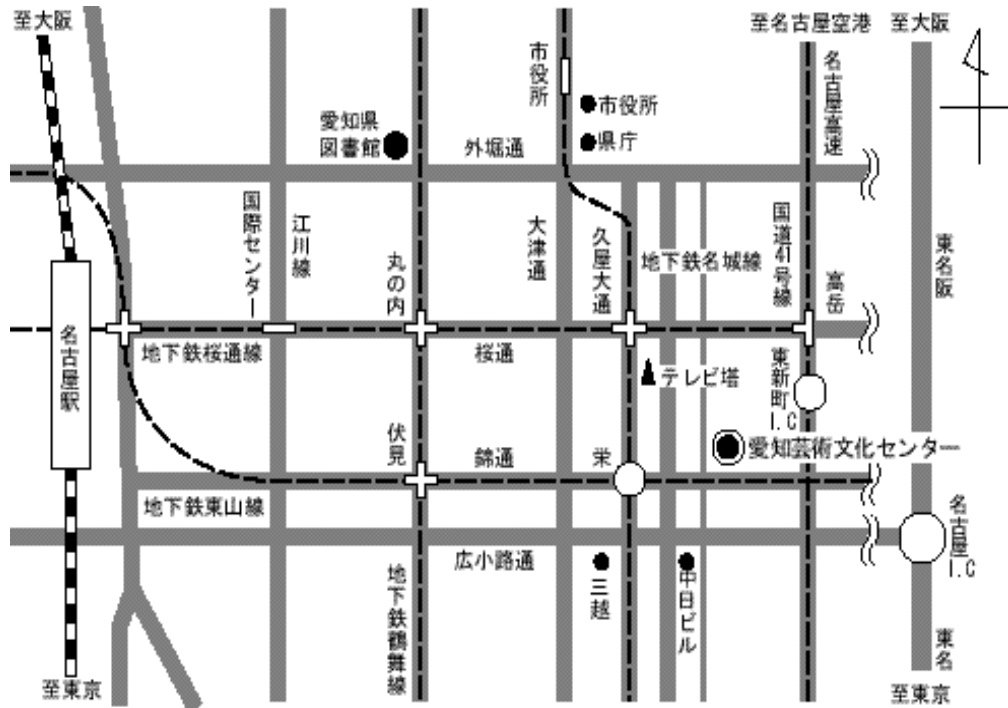 至大阪
至名古屋空港
至大阪
市役所
名古屋高速
市役所
県庁
愛知県
図書館
外堀通
国際センター
江川線
丸の内
大津通
久屋大通
地下鉄名城線
国道41号線
高岳
東名阪
名古屋駅
地下鉄桜通線
桜通
テレビ塔
東新町
I.C
伏見
錦通
栄
愛知芸術文化センター
地下鉄東山線
広小路通
名古屋
I.C
地下鉄鶴舞線
三越
中日ビル
東名
至東京
至東京